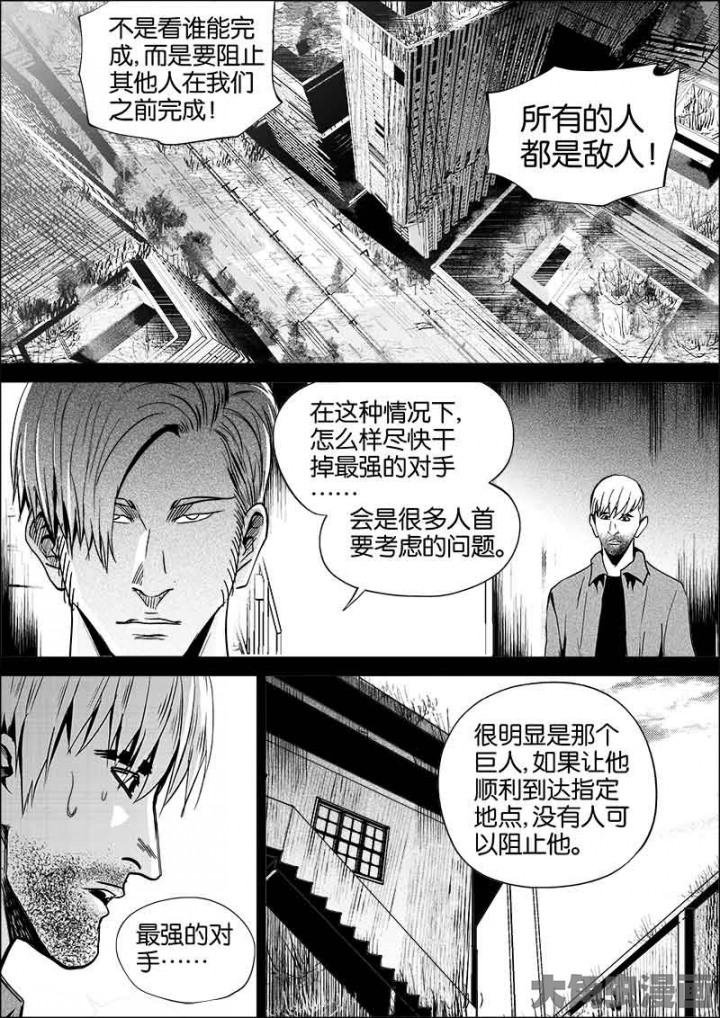 不是看谁能完
成，而是要阻止
其他人在我们
之前完成！
所有的人
都是敌人！
在这种情况下，
怎么样尽快干
掉最强的对手
……
会是很多人首
要考虑的问题。
很明显是那个
巨人，如果让他
顺利到达指定
地点，没有人可
以阻止他。
最强的对
手……